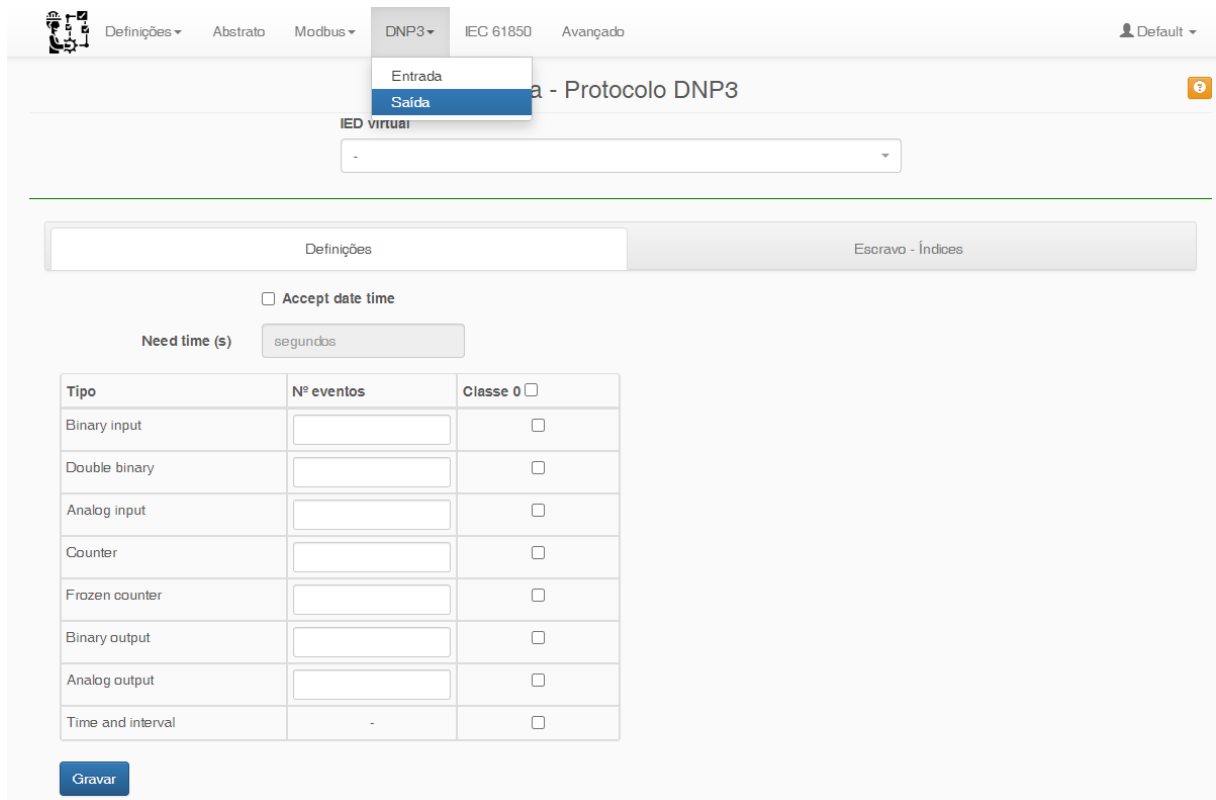 Definições Abstrato Modbus DNP3 IEC 61850 Avançado Default
Entrada
Saída
a - Protocolo DNP3
IED virtual
-
Definições Escravo - Índices
Accept date time
Need time (s) segundos
Tipo Nº eventos Classe 0
Binary input
Double binary
Analog input
Counter
Frozen counter
Binary output
Analog output
Time and interval -
Gravar